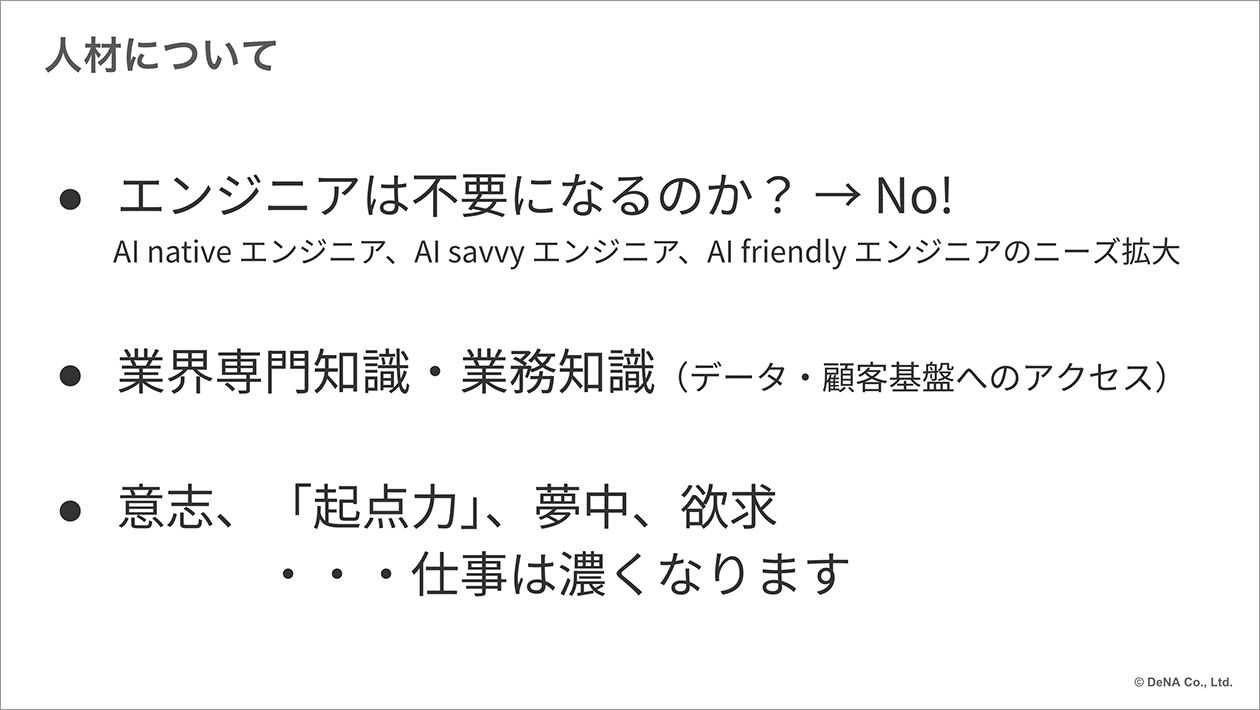 人材について
● エンジニアは不要になるのか？ → No!
AI native エンジニア、AI savvy エンジニア、AI friendly エンジニアのニーズ拡大
● 業界専門知識・業務知識（データ・顧客基盤へのアクセス）
● 意志、「起点力」、夢中、欲求
・・・仕事は濃くなります
© DeNA Co., Ltd.